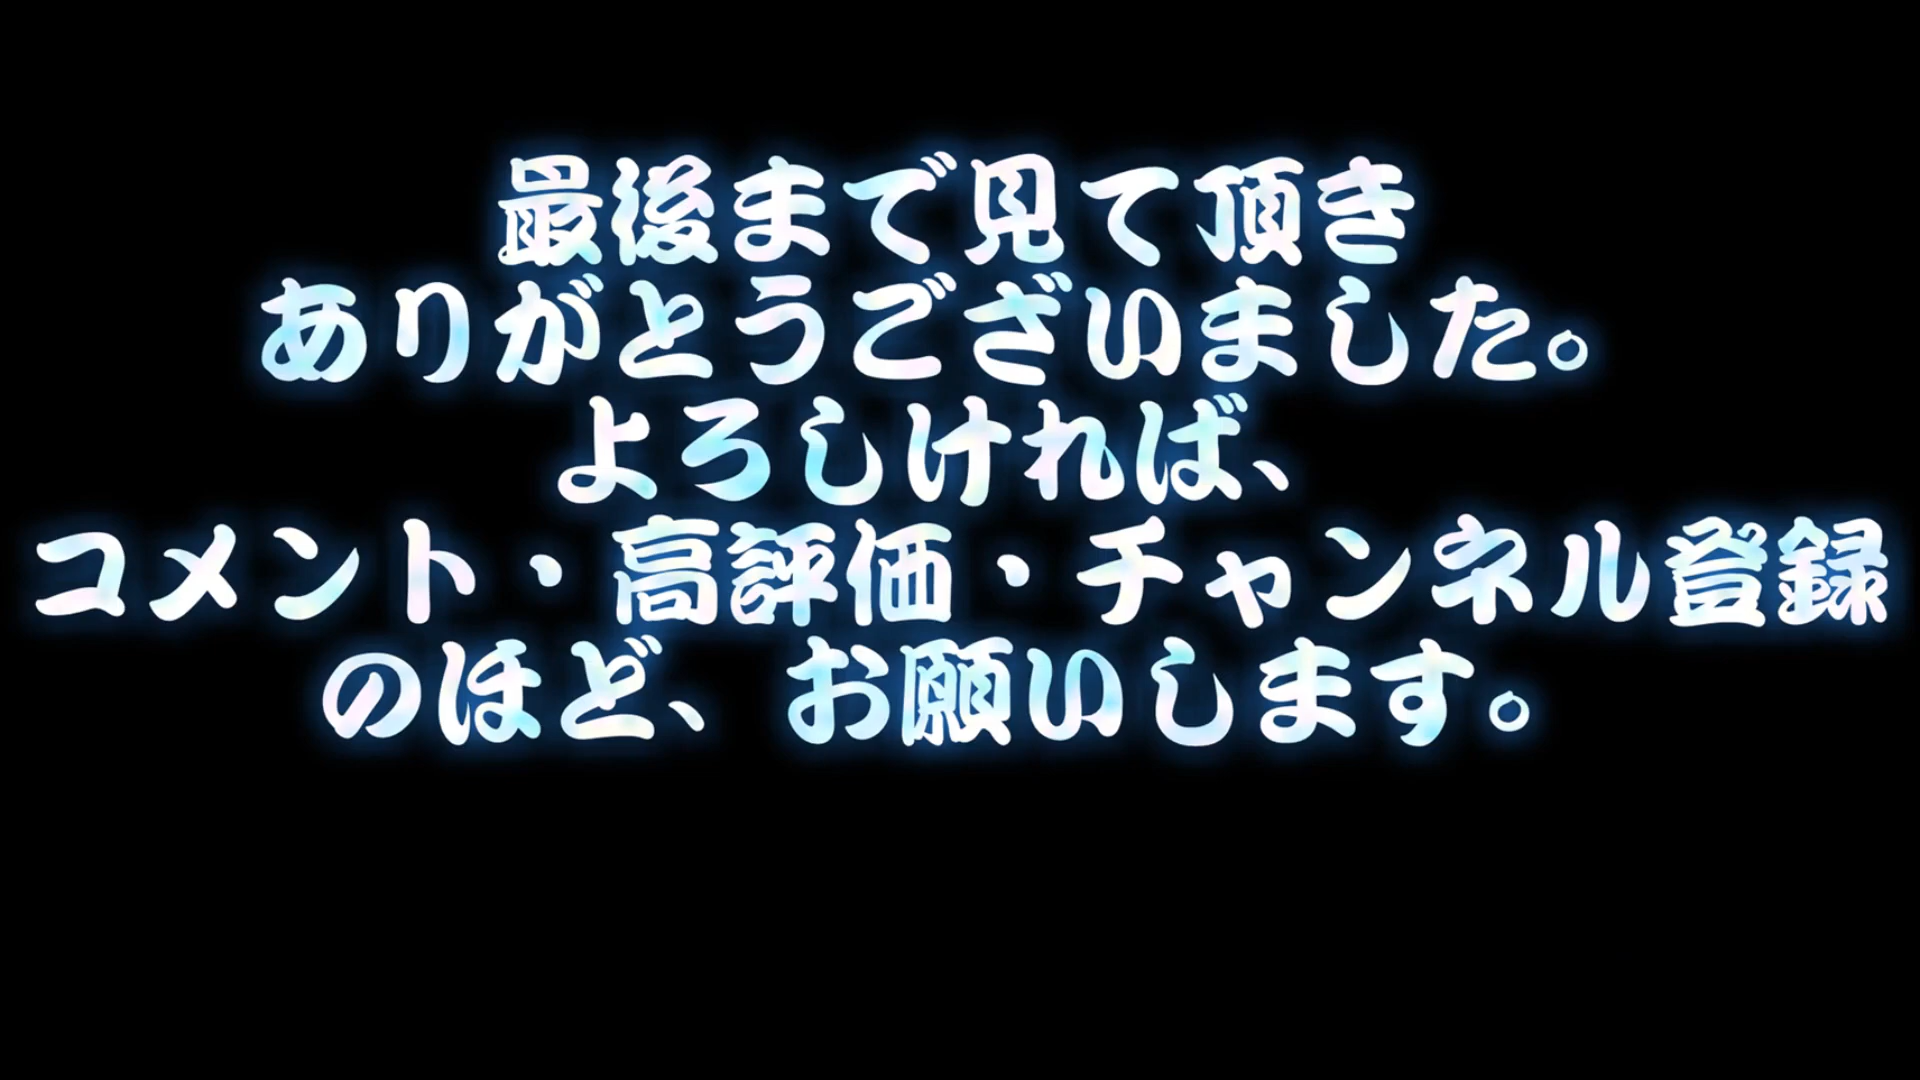 最後まで見て頂き
ありがとうございました。
よろしければ、
コメント・高評価・チャンネル登録
のほど、お願いします。